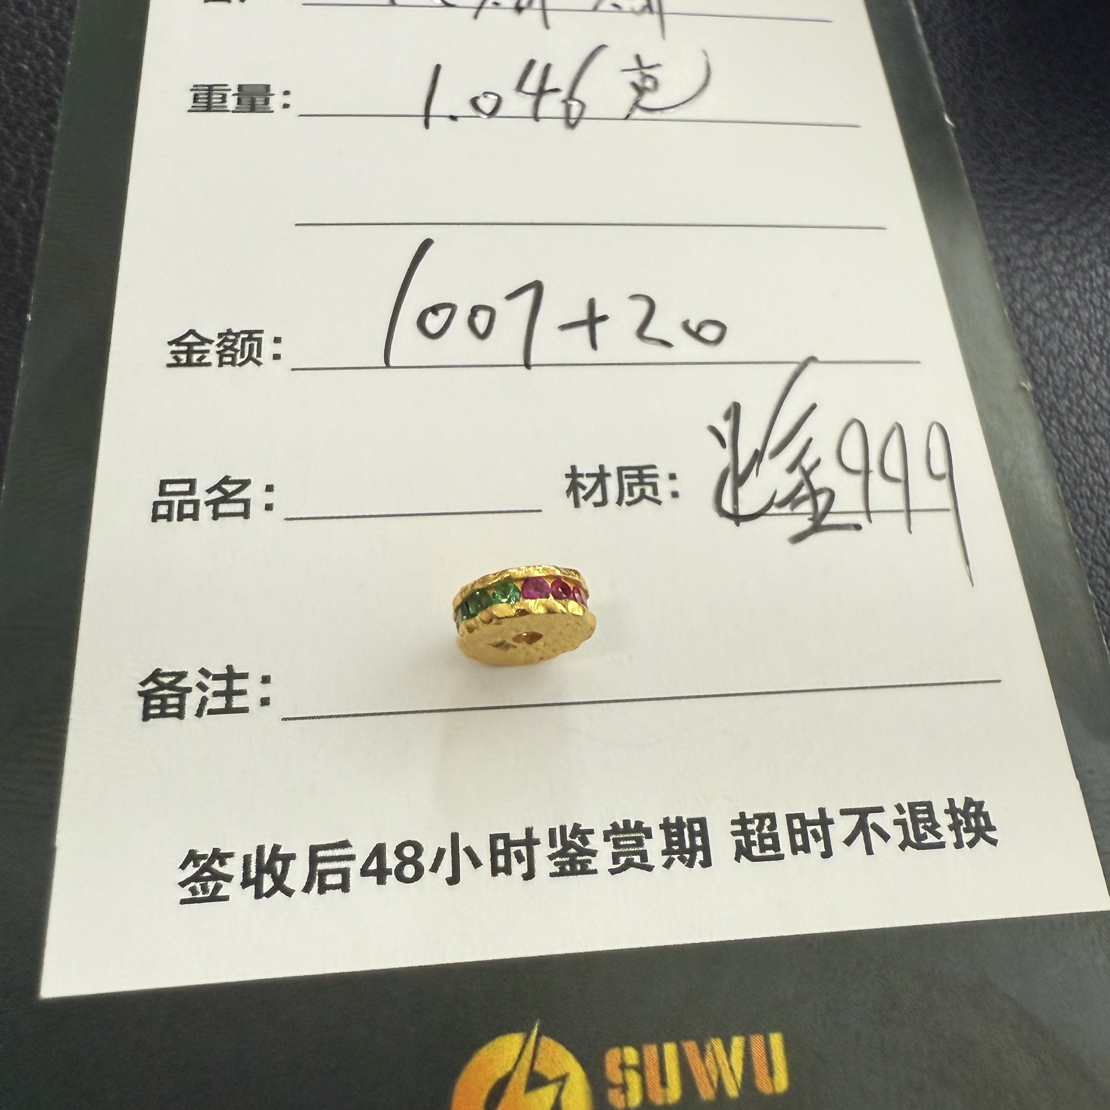 重量: 1.046克
金额: 1007+20
品名: 材质: 足金999
备注:
签收后48小时鉴赏期 超时不退换
SUWU